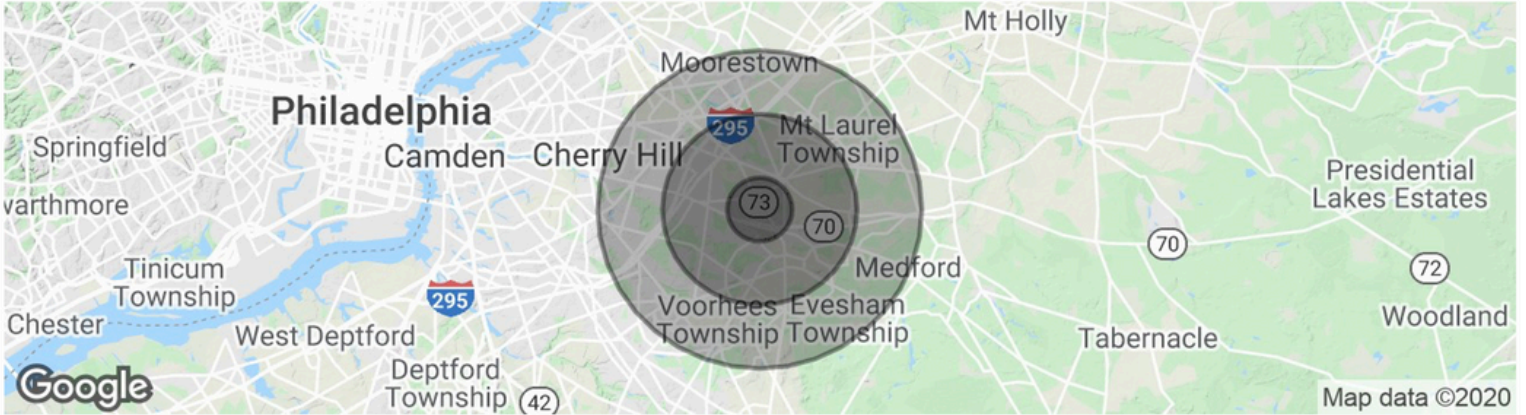 Mt Holly
Moorestown
Philadelphia
295
Mt Laurel
Township
Springfield
Camden
Cherry Hill
Presidential
Lakes Estates
warthmore
73
70
70
Tinicum
Township
Medford
72
295
Voorhees
Township
Evesham
Township
Chester
West Deptford
Tabernacle
Woodland
Deptford
Township
42
Google
Map data ©2020